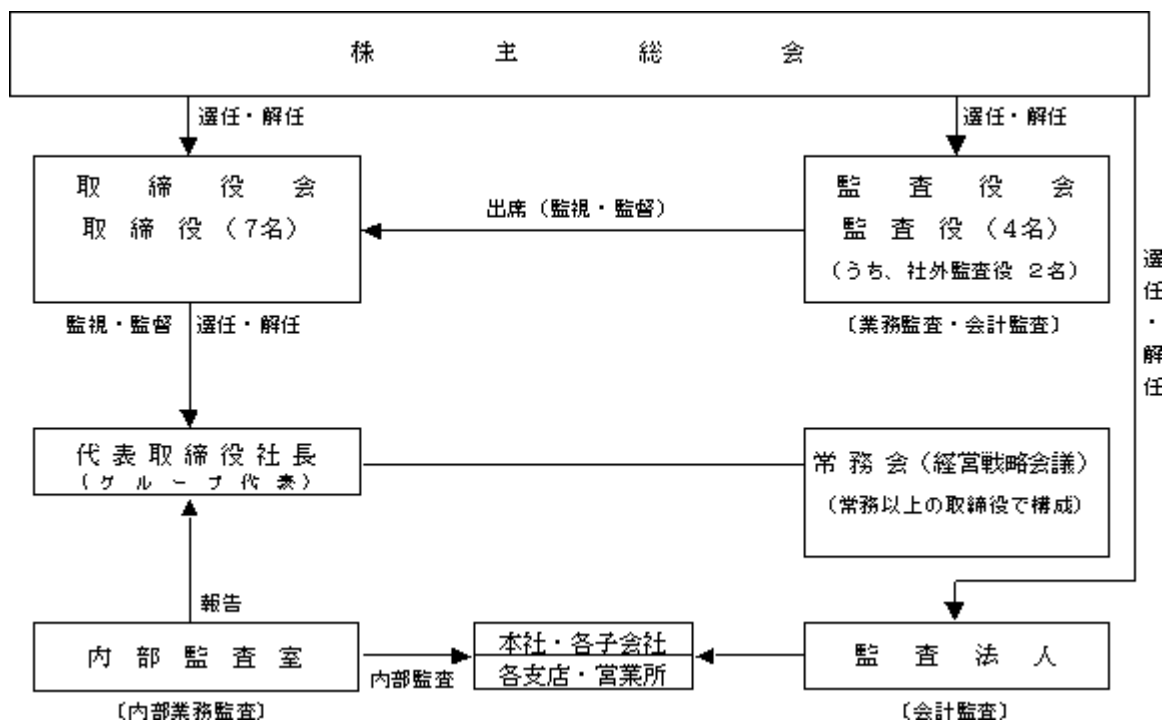 株主総会
選任・解任
選任・解任
取締役会
取締役（7名）
出席（監視・監督）
監査役会
監査役（4名）
（うち、社外監査役 2名）
選任・解任
監視・監督
選任・解任
〔業務監査・会計監査〕
代表取締役社長
（グループ代表）
常務会（経営戦略会議）
（常務以上の取締役で構成）
報告
内部監査室
内部監査
本社・各子会社
各支店・営業所
監査法人
〔内部業務監査〕
〔会計監査〕